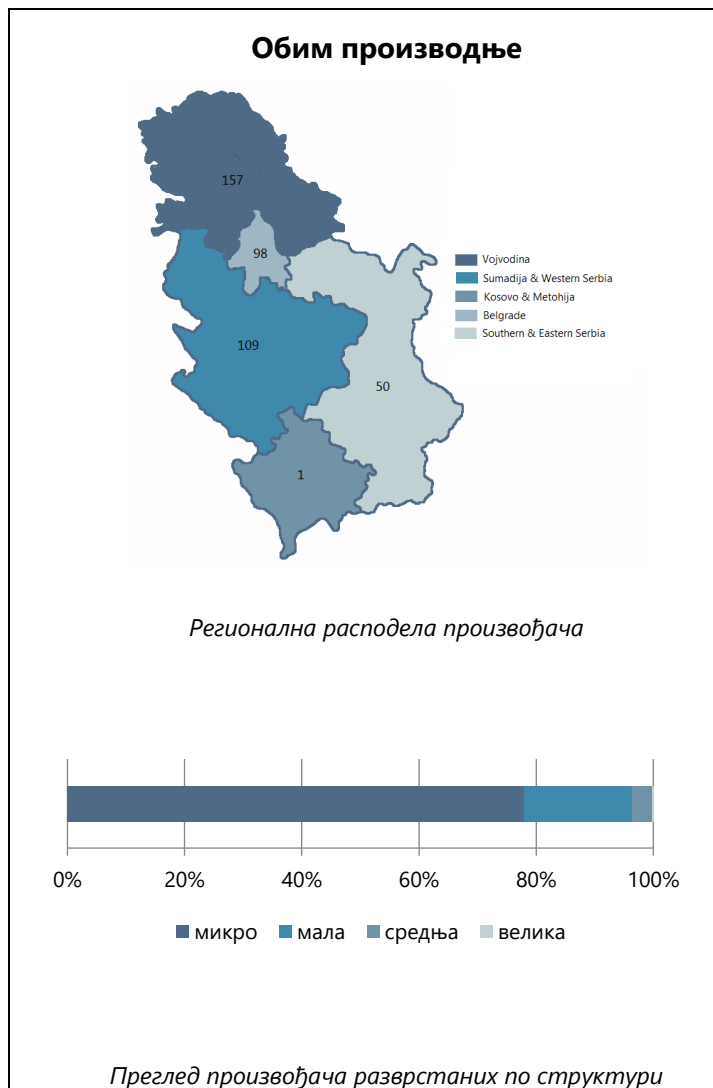 Обим производње
157
98
109
50
1
Vojvodina
Sumadija & Western Serbia
Kosovo & Metohija
Belgrade
Southern & Eastern Serbia
Регионална расподела произвођача
0% 20% 40% 60% 80% 100%
микро мала средња велика
Преглед произвођача разврстаних по структури